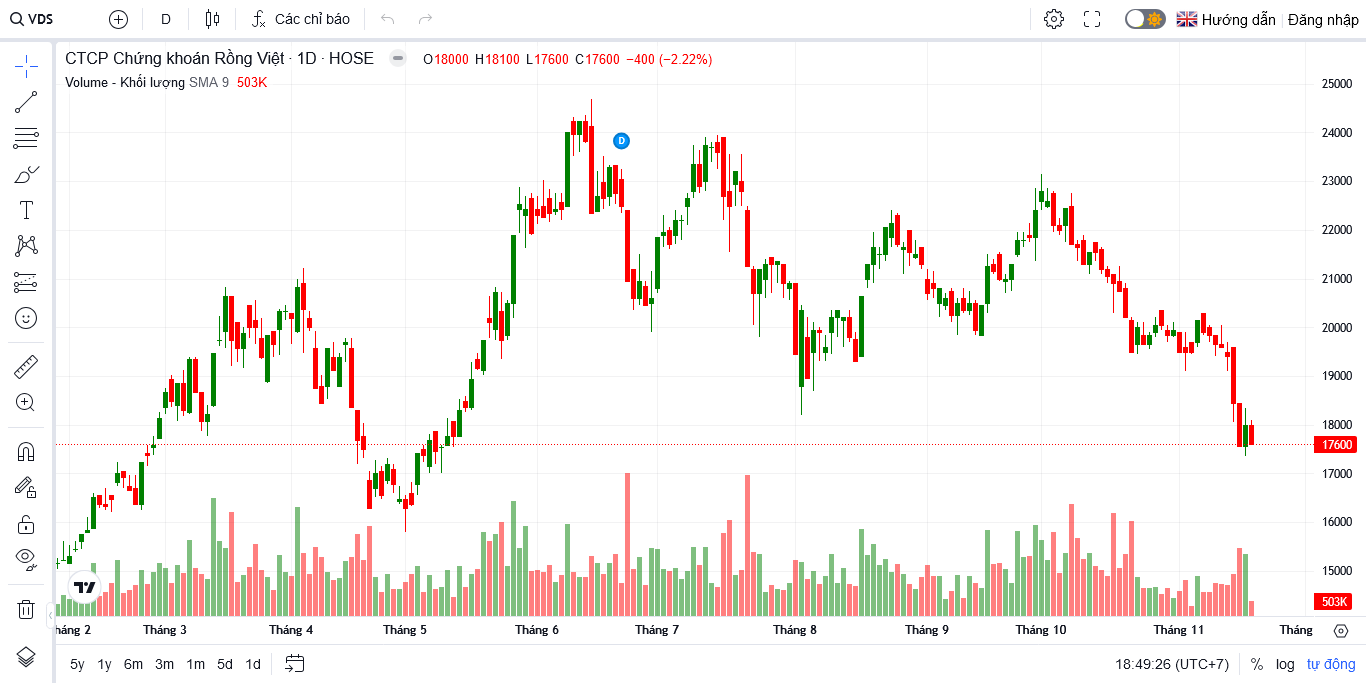 VDS D Các chỉ báo Hướng dẫn Đăng nhập
CTCP Chứng khoán Rồng Việt · 1D · HOSE O18000 H18100 L17600 C17600 −400 (−2.22%)
Volume - Khối lượng SMA 9 503K
25000
24000
D
23000
22000
21000
20000
19000
18000
17600
17000
16000
15000
503K
háng 2 Tháng 3 Tháng 4 Tháng 5 Tháng 6 Tháng 7 Tháng 8 Tháng 9 Tháng 10 Tháng 11 Tháng
5y 1y 6m 3m 1m 5d 1d 18:49:26 (UTC+7) % log tự động